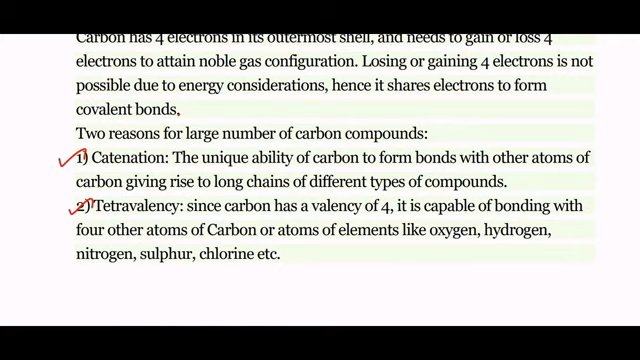 Carbon has 4 electrons in its outermost shell, and needs to gain or loss 4
electrons to attain noble gas configuration. Losing or gaining 4 electrons is not
possible due to energy considerations, hence it shares electrons to form
covalent bonds.
Two reasons for large number of carbon compounds:
1) Catenation: The unique ability of carbon to form bonds with other atoms of
carbon giving rise to long chains of different types of compounds.
2) Tetravalency: since carbon has a valency of 4, it is capable of bonding with
four other atoms of Carbon or atoms of elements like oxygen, hydrogen,
nitrogen, sulphur, chlorine etc.